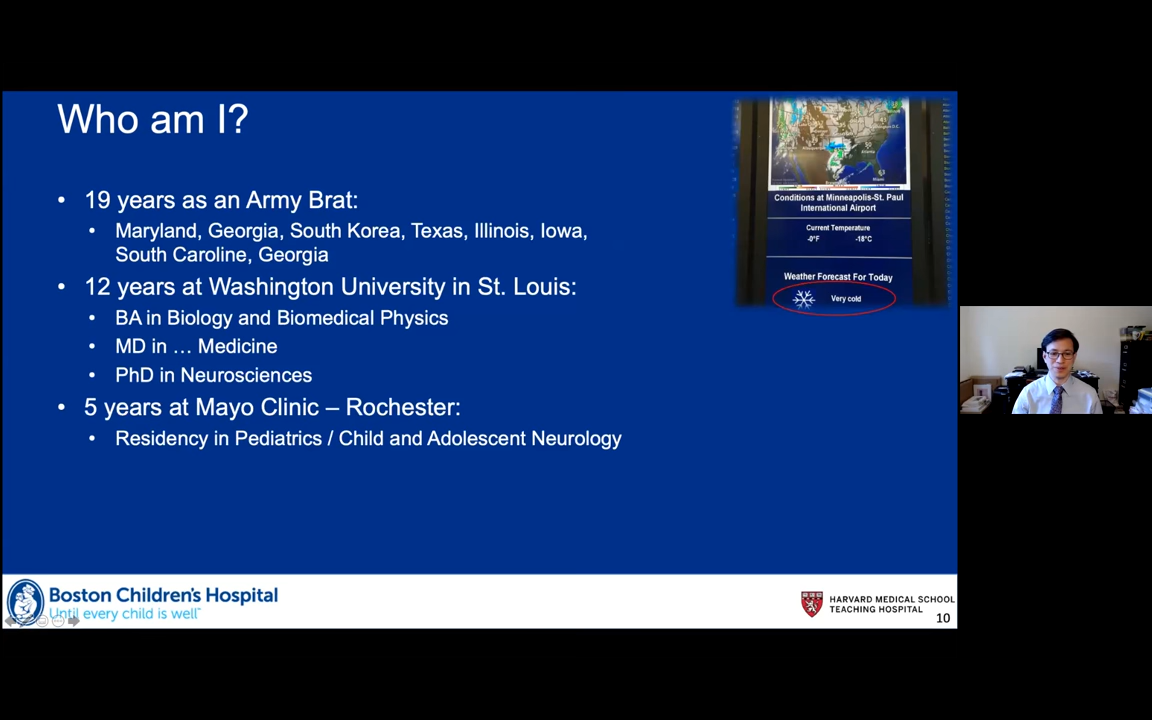 Who am I?
• 19 years as an Army Brat:
• Maryland, Georgia, South Korea, Texas, Illinois, Iowa,
South Caroline, Georgia
• 12 years at Washington University in St. Louis:
• BA in Biology and Biomedical Physics
• MD in … Medicine
• PhD in Neurosciences
• 5 years at Mayo Clinic – Rochester:
• Residency in Pediatrics / Child and Adolescent Neurology
Conditions at Minneapolis-St. Paul
International Airport
Current Temperature
-0°F -18°C
Weather Forecast For Today
Very cold
Boston Children's Hospital
Until every child is well™
HARVARD MEDICAL SCHOOL
TEACHING HOSPITAL
10